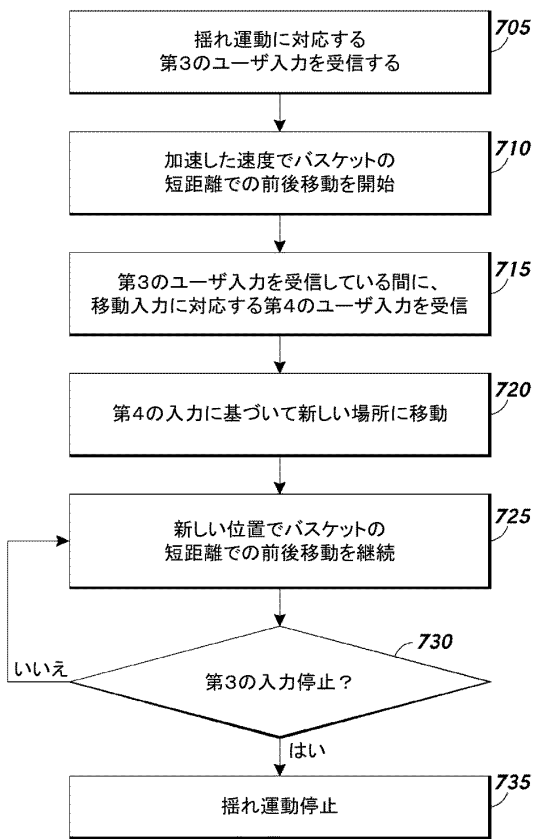 揺れ運動に対応する
第3のユーザ入力を受信する
705
加速した速度でバスケットの
短距離での前後移動を開始
710
第3のユーザ入力を受信している間に、
移動入力に対応する第4のユーザ入力を受信
715
第4の入力に基づいて新しい場所に移動
720
新しい位置でバスケットの
短距離での前後移動を継続
725
730
第3の入力停止？
いいえ
はい
揺れ運動停止
735